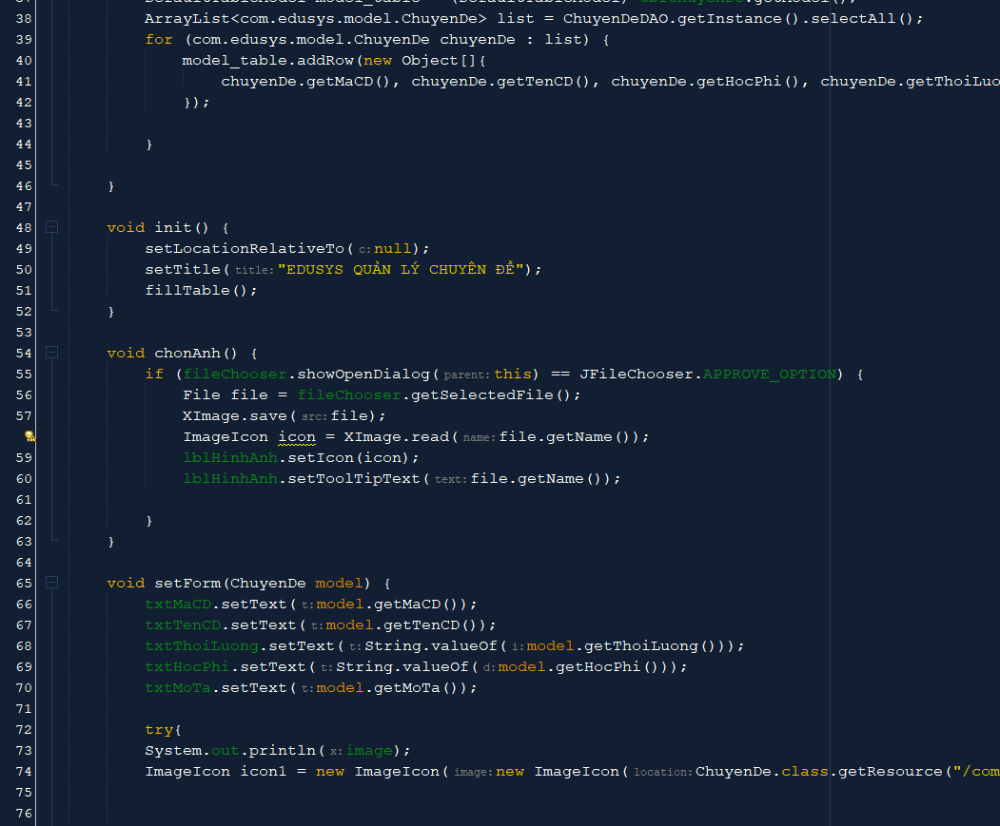 38 ArrayList<com.edusys.model.ChuyenDe> list = ChuyenDeDAO.getInstance().selectAll();
39 for (com.edusys.model.ChuyenDe chuyenDe : list) {
40 model_table.addRow(new Object[]{
41 chuyenDe.getMaCD(), chuyenDe.getTenCD(), chuyenDe.getHocPhi(), chuyenDe.getThoiLuo
42 });
43
44 }
45
46 }
47
48 void init() {
49 setLocationRelativeTo( c: null);
50 setTitle( title: "EDUSYS QUẢN LÝ CHUYÊN ĐỀ");
51 fillTable();
52 }
53
54 void chonAnh() {
55 if (fileChooser.showOpenDialog( parent: this) == JFileChooser.APPROVE_OPTION) {
56 File file = fileChooser.getSelectedFile();
57 XImage.save( src: file);
ImageIcon icon = XImage.read( name: file.getName());
59 lblHinhAnh.setIcon(icon);
60 lblHinhAnh.setToolTipText( text: file.getName());
61
62 }
63 }
64
65 void setForm(ChuyenDe model) {
66 txtMaCD.setText( t: model.getMaCD());
67 txtTenCD.setText( t: model.getTenCD());
68 txtThoiLuong.setText( t: String.valueOf( i: model.getThoiLuong()));
69 txtHocPhi.setText( t: String.valueOf( d: model.getHocPhi()));
70 txtMoTa.setText( t: model.getMoTa());
71
72 try{
73 System.out.println( x: image);
74 ImageIcon icon1 = new ImageIcon( image: new ImageIcon( location: ChuyenDe.class.getResource("/com
75
76